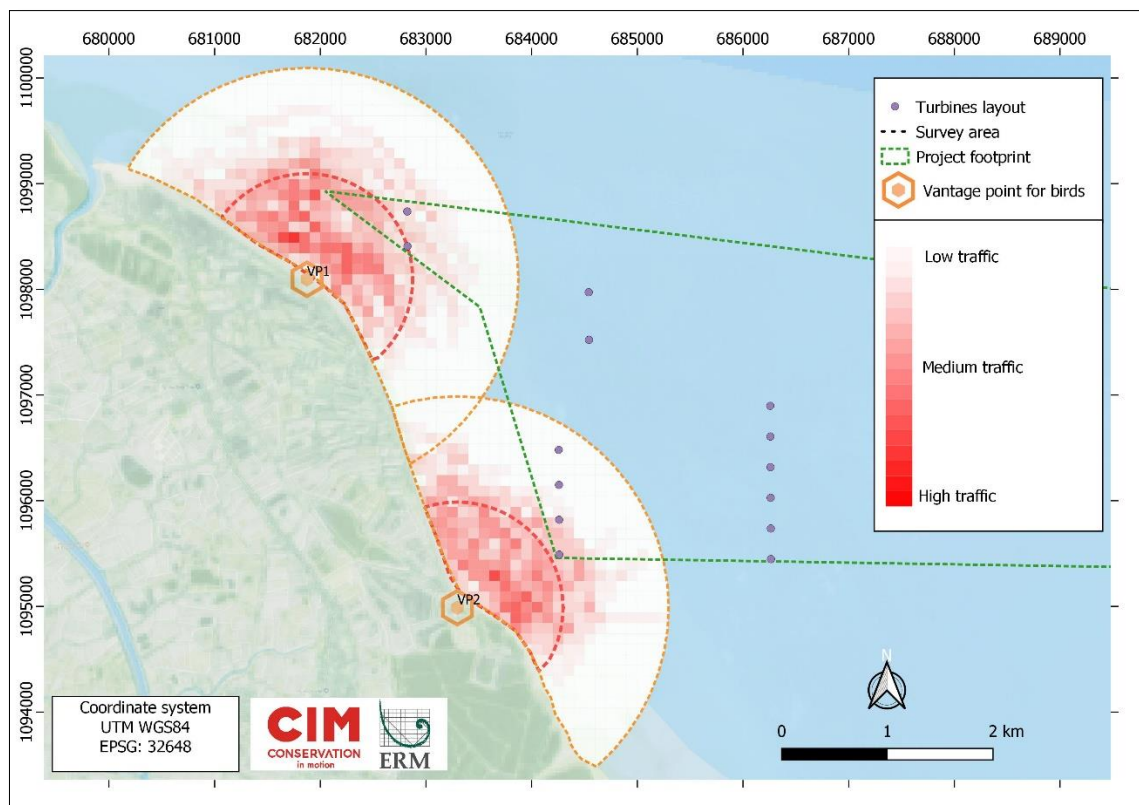 680000 681000 682000 683000 684000 685000 686000 687000 688000 689000
1100000
1099000
1098000
1097000
1096000
1095000
1094000
Turbines layout
Survey area
Project footprint
Vantage point for birds
Low traffic
Medium traffic
High traffic
VP1
VP2
N
0 1 2 km
Coordinate system
UTM WGS84
EPSG: 32648
CIM
CONSERVATION
in motion
ERM